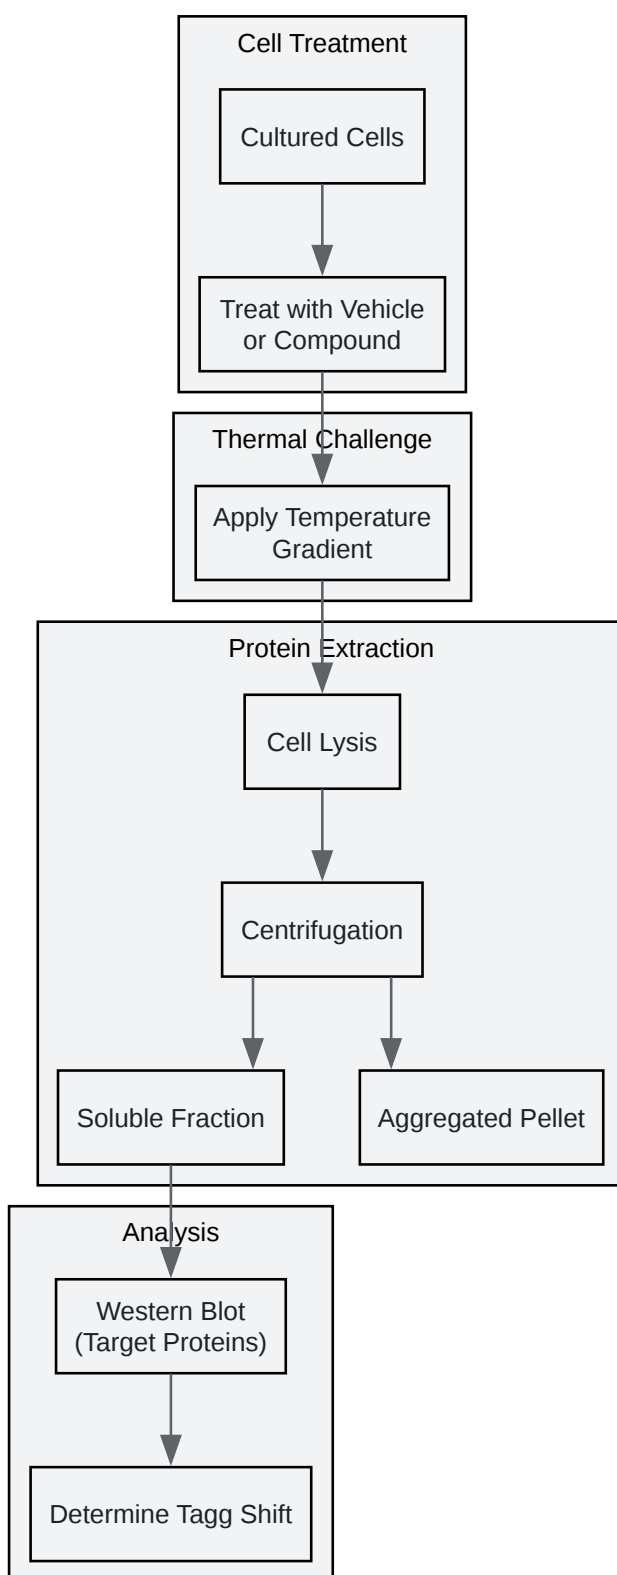 Cell Treatment
Cultured Cells
Treat with Vehicle
or Compound
Thermal Challenge
Apply Temperature
Gradient
Protein Extraction
Cell Lysis
Centrifugation
Soluble Fraction
Aggregated Pellet
Analysis
Western Blot
(Target Proteins)
Determine Tagg Shift